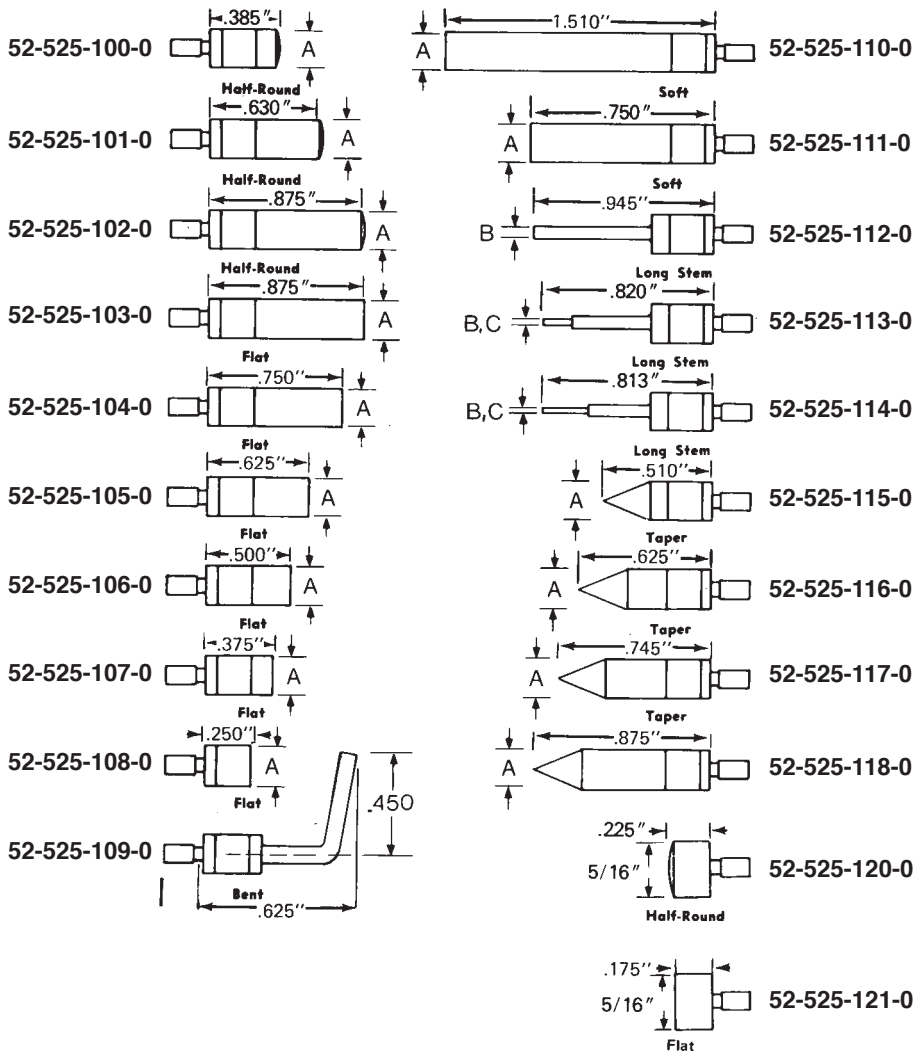 .385"
52-525-100-0
A
Half-Round
.630"
52-525-101-0
A
Half-Round
.875"
52-525-102-0
A
Half-Round
.875"
52-525-103-0
A
Flat
.750"
52-525-104-0
A
Flat
.625"
52-525-105-0
A
Flat
.500"
52-525-106-0
A
Flat
.375"
52-525-107-0
A
Flat
.250"
52-525-108-0
A
Flat
.450
52-525-109-0
Bent
.625"
1.510"
A
52-525-110-0
Soft
.750"
A
52-525-111-0
Soft
.945"
B
52-525-112-0
Long Stem
.820"
B,C
52-525-113-0
Long Stem
.813"
B,C
52-525-114-0
Long Stem
.510"
A
52-525-115-0
Taper
.625"
A
52-525-116-0
Taper
.745"
A
52-525-117-0
Taper
.875"
A
52-525-118-0
.225"
5/16"
52-525-120-0
Half-Round
.175"
5/16"
52-525-121-0
Flat